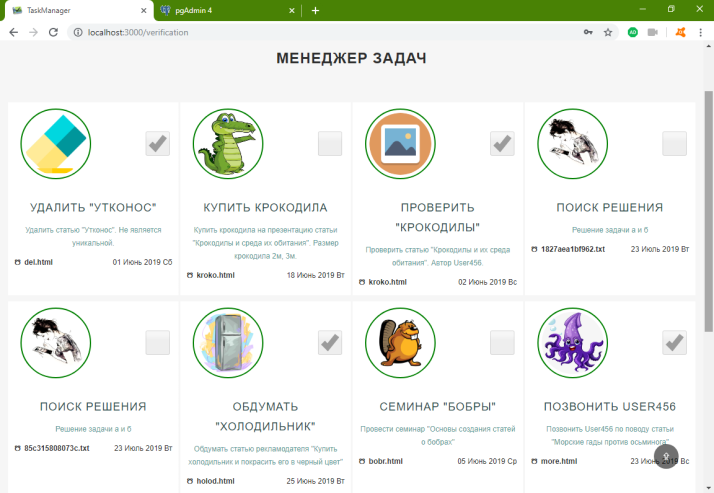 TaskManager
pgAdmin 4
localhost:3000/verification
МЕНЕДЖЕР ЗАДАЧ
УДАЛИТЬ "УТКОНОС"
Удалить статью "Утконос". Не является
уникальной.
del.html 01 Июнь 2019 Сб
КУПИТЬ КРОКОДИЛА
Купить крокодила на презентацию статьи
"Крокодилы и среда их обитания". Размер
крокодила 2м, 3м.
kroko.html 18 Июнь 2019 Вт
ПРОВЕРИТЬ
"КРОКОДИЛЫ"
Проверить статью "Крокодилы и их среда
обитания". Автор User456.
kroko.html 02 Июнь 2019 Вс
ПОИСК РЕШЕНИЯ
Решение задачи а и б
1827aea1bf962.txt 23 Июль 2019 Вт
ПОИСК РЕШЕНИЯ
Решение задачи а и б
85c315808073c.txt 23 Июль 2019 Вт
ОБДУМАТЬ
"ХОЛОДИЛЬНИК"
Обдумать статью рекламодателя "Купить
холодильник и покрасить его в черный цвет"
holod.html 25 Июнь 2019 Вт
СЕМИНАР "БОБРЫ"
Провести семинар "Основы создания статей
о бобрах"
bobr.html 05 Июнь 2019 Ср
ПОЗВОНИТЬ USER456
Позвонить User456 по поводу статьи
"Морские гады против осьминога".
more.html 23 Июнь 2019 Вс